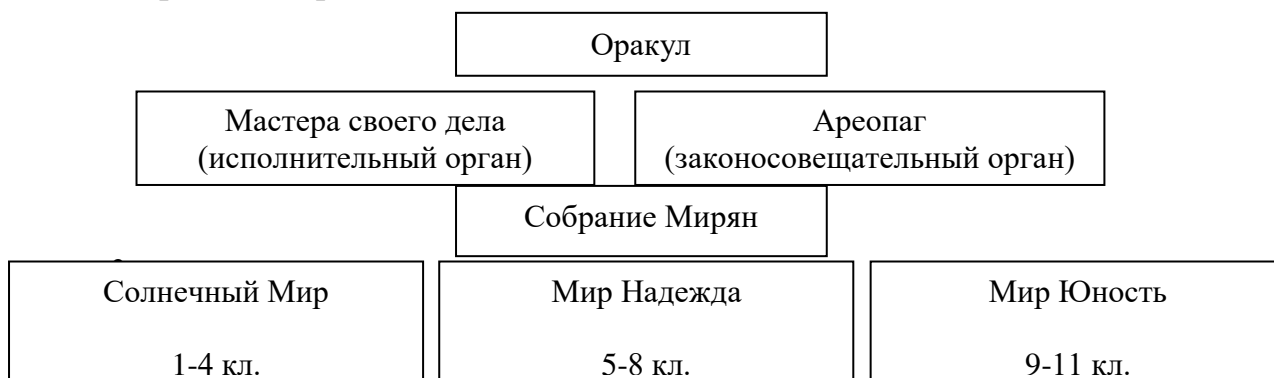 Оракул
Мастера своего дела
(исполнительный орган)
Ареопаг
(законосовещательный орган)
Собрание Мирян
Солнечный Мир
1-4 кл.
Мир Надежда
5-8 кл.
Мир Юность
9-11 кл.